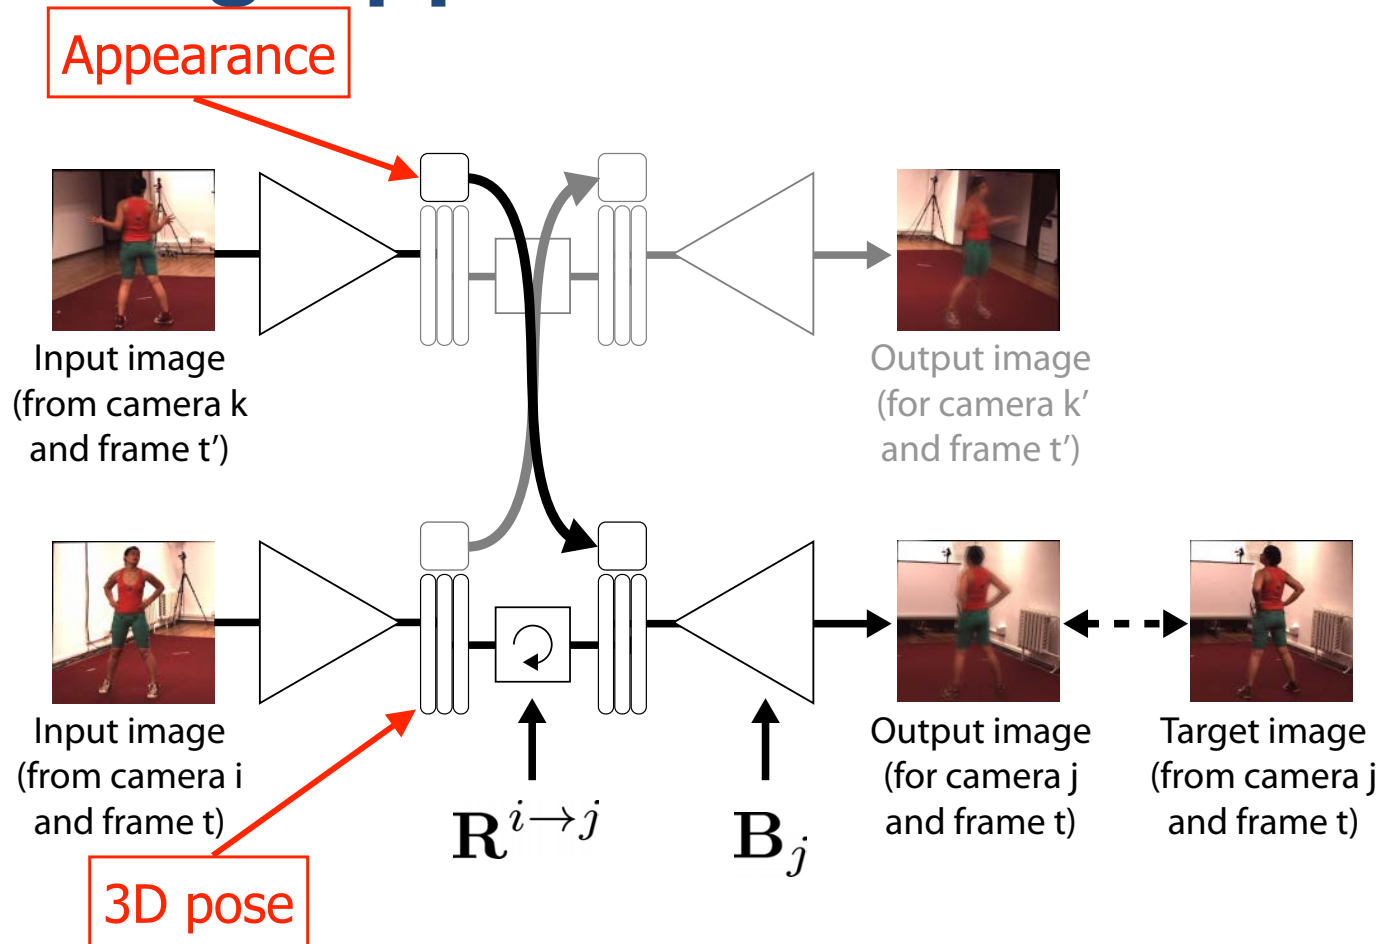 Appearance
Input image
(from camera k
and frame t’)
Output image
(for camera k’
and frame t’)
Input image
(from camera i
and frame t)
R^{i→j}
B_j
Output image
(for camera j
and frame t)
Target image
(from camera j
and frame t)
3D pose